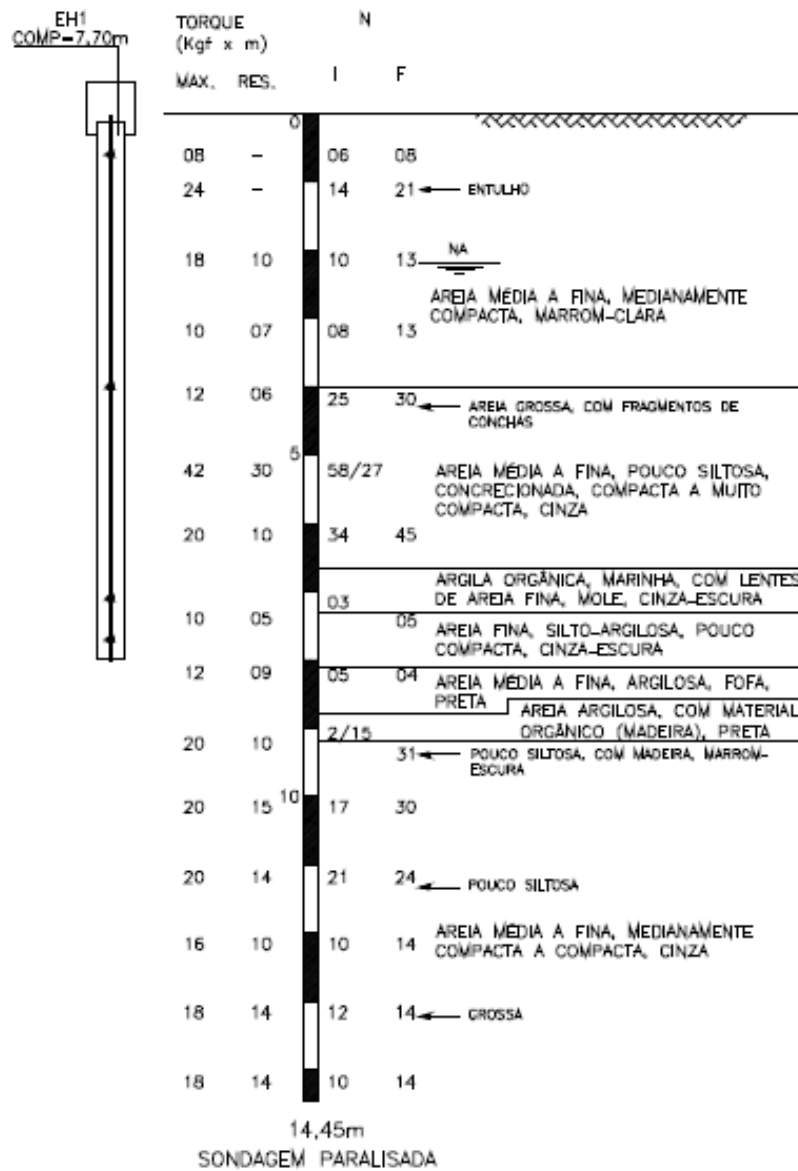 EH1
COMP-7,70m
TORQUE
(Kgf x m)
N
MAX. RES. I F
0
08 - 06 08
24 - 14 21 ENTULHO
NA
18 10 10 13
AREIA MÉDIA A FINA, MEDIANAMENTE
COMPACTA, MARROM-CLARA
10 07 08 13
12 06 25 30
AREIA GROSSA, COM FRAGMENTOS DE
CONCHAS
5
42 30 58/27
AREIA MÉDIA A FINA, POUCO SILTOSA,
CONCRECIONADA, COMPACTA A MUITO
COMPACTA, CINZA
20 10 34 45
ARGILA ORGÂNICA, MARINHA, COM LENTES
DE AREIA FINA, MOLE, CINZA-ESCURA
03
10 05 05
AREIA FINA, SILTO-ARGILOSA, POUCO
COMPACTA, CINZA-ESCURA
12 09 05 04
AREIA MÉDIA A FINA, ARGILOSA, FOFA,
PRETA
AREIA ARGILOSA, COM MATERIAL
ORGÂNICO (MADEIRA), PRETA
2/15
20 10 31
POUCO SILTOSA, COM MADEIRA, MARROM-
ESCURA
10
20 15 17 30
20 14 21 24
POUCO SILTOSA
AREIA MÉDIA A FINA, MEDIANAMENTE
COMPACTA A COMPACTA, CINZA
16 10 10 14
18 14 12 14 GROSSA
18 14 10 14
14,45m
SONDAGEM PARALISADA